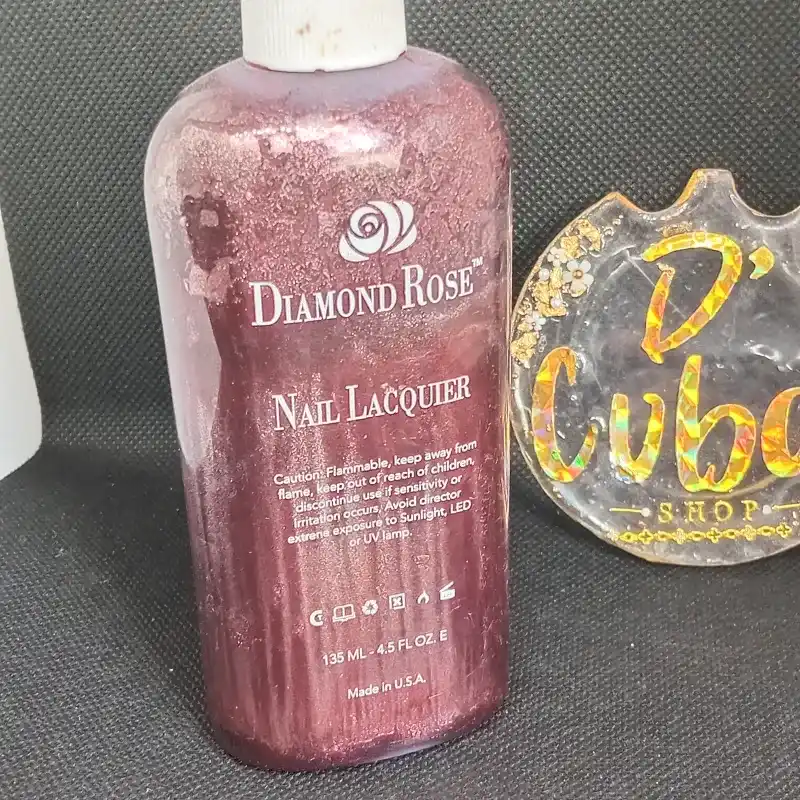 DIAMOND ROSE™
NAIL LACQUIER
Caution: Flammable, keep away from
flame, keep out of reach of children,
discontinue use if sensitivity or
Irritation occurs, Avoid director
extreme exposure to Sunlight, LED
or UV lamp.
135 ML - 4.5 FL OZ. E
Made in U.S.A.
D'
Cuba
SHOP